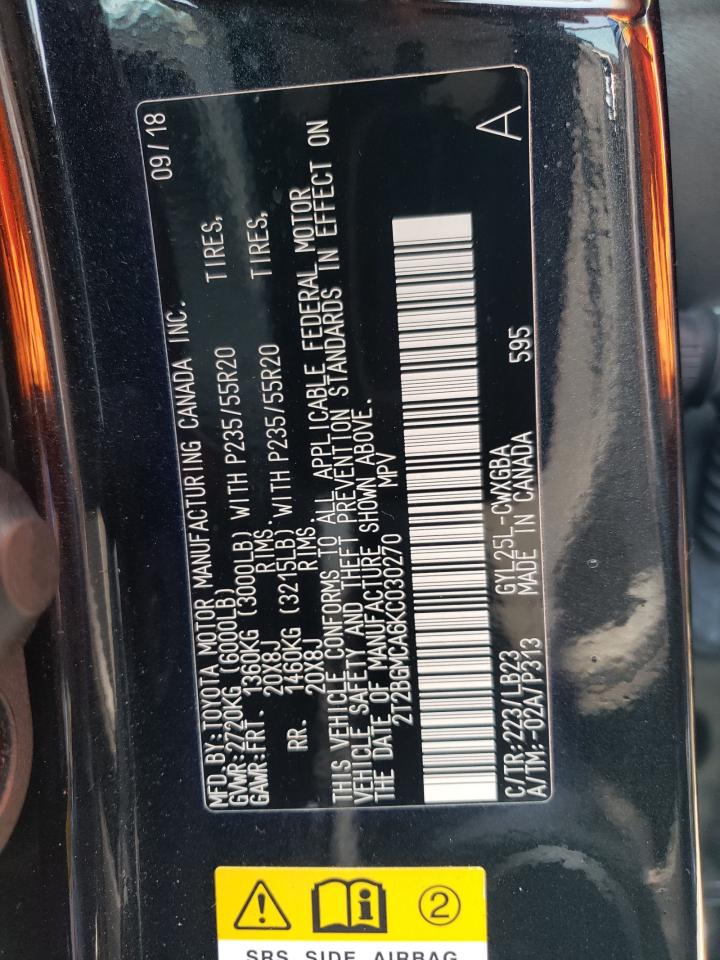 MFD. BY: TOYOTA MOTOR MANUFACTURING CANADA INC. 09/18
GVWR: 2720KG (6000LB)
GAWR: FRT. 1360KG (3000LB) WITH P235/55R20 TIRES,
20X8J RIMS.
RR. 1460KG (3215LB) WITH P235/55R20 TIRES,
20X8J RIMS.
THIS VEHICLE CONFORMS TO ALL APPLICABLE FEDERAL MOTOR
VEHICLE SAFETY AND THEFT PREVENTION STANDARDS IN EFFECT ON
THE DATE OF MANUFACTURE SHOWN ABOVE.
2T2BGMCA6KC030270 MPV
C/TR: 223/LB23 GYL25L-CWXGBA
A/TM: -02A/P313 MADE IN CANADA 595 A
2
SRS SIDE AIRBAG